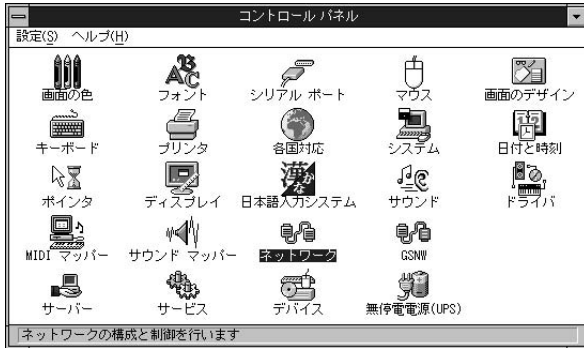 コントロール パネル
設定(S) ヘルプ(H)
画面の色 フォント シリアル ポート マウス 画面のデザイン
キーボード プリンタ 各国対応 システム 日付と時刻
ポインタ ディスプレイ 日本語入力システム サウンド ドライバ
MIDI マッパー サウンド マッパー ネットワーク GSNW
サーバー サービス デバイス 無停電電源(UPS)
ネットワークの構成と制御を行います